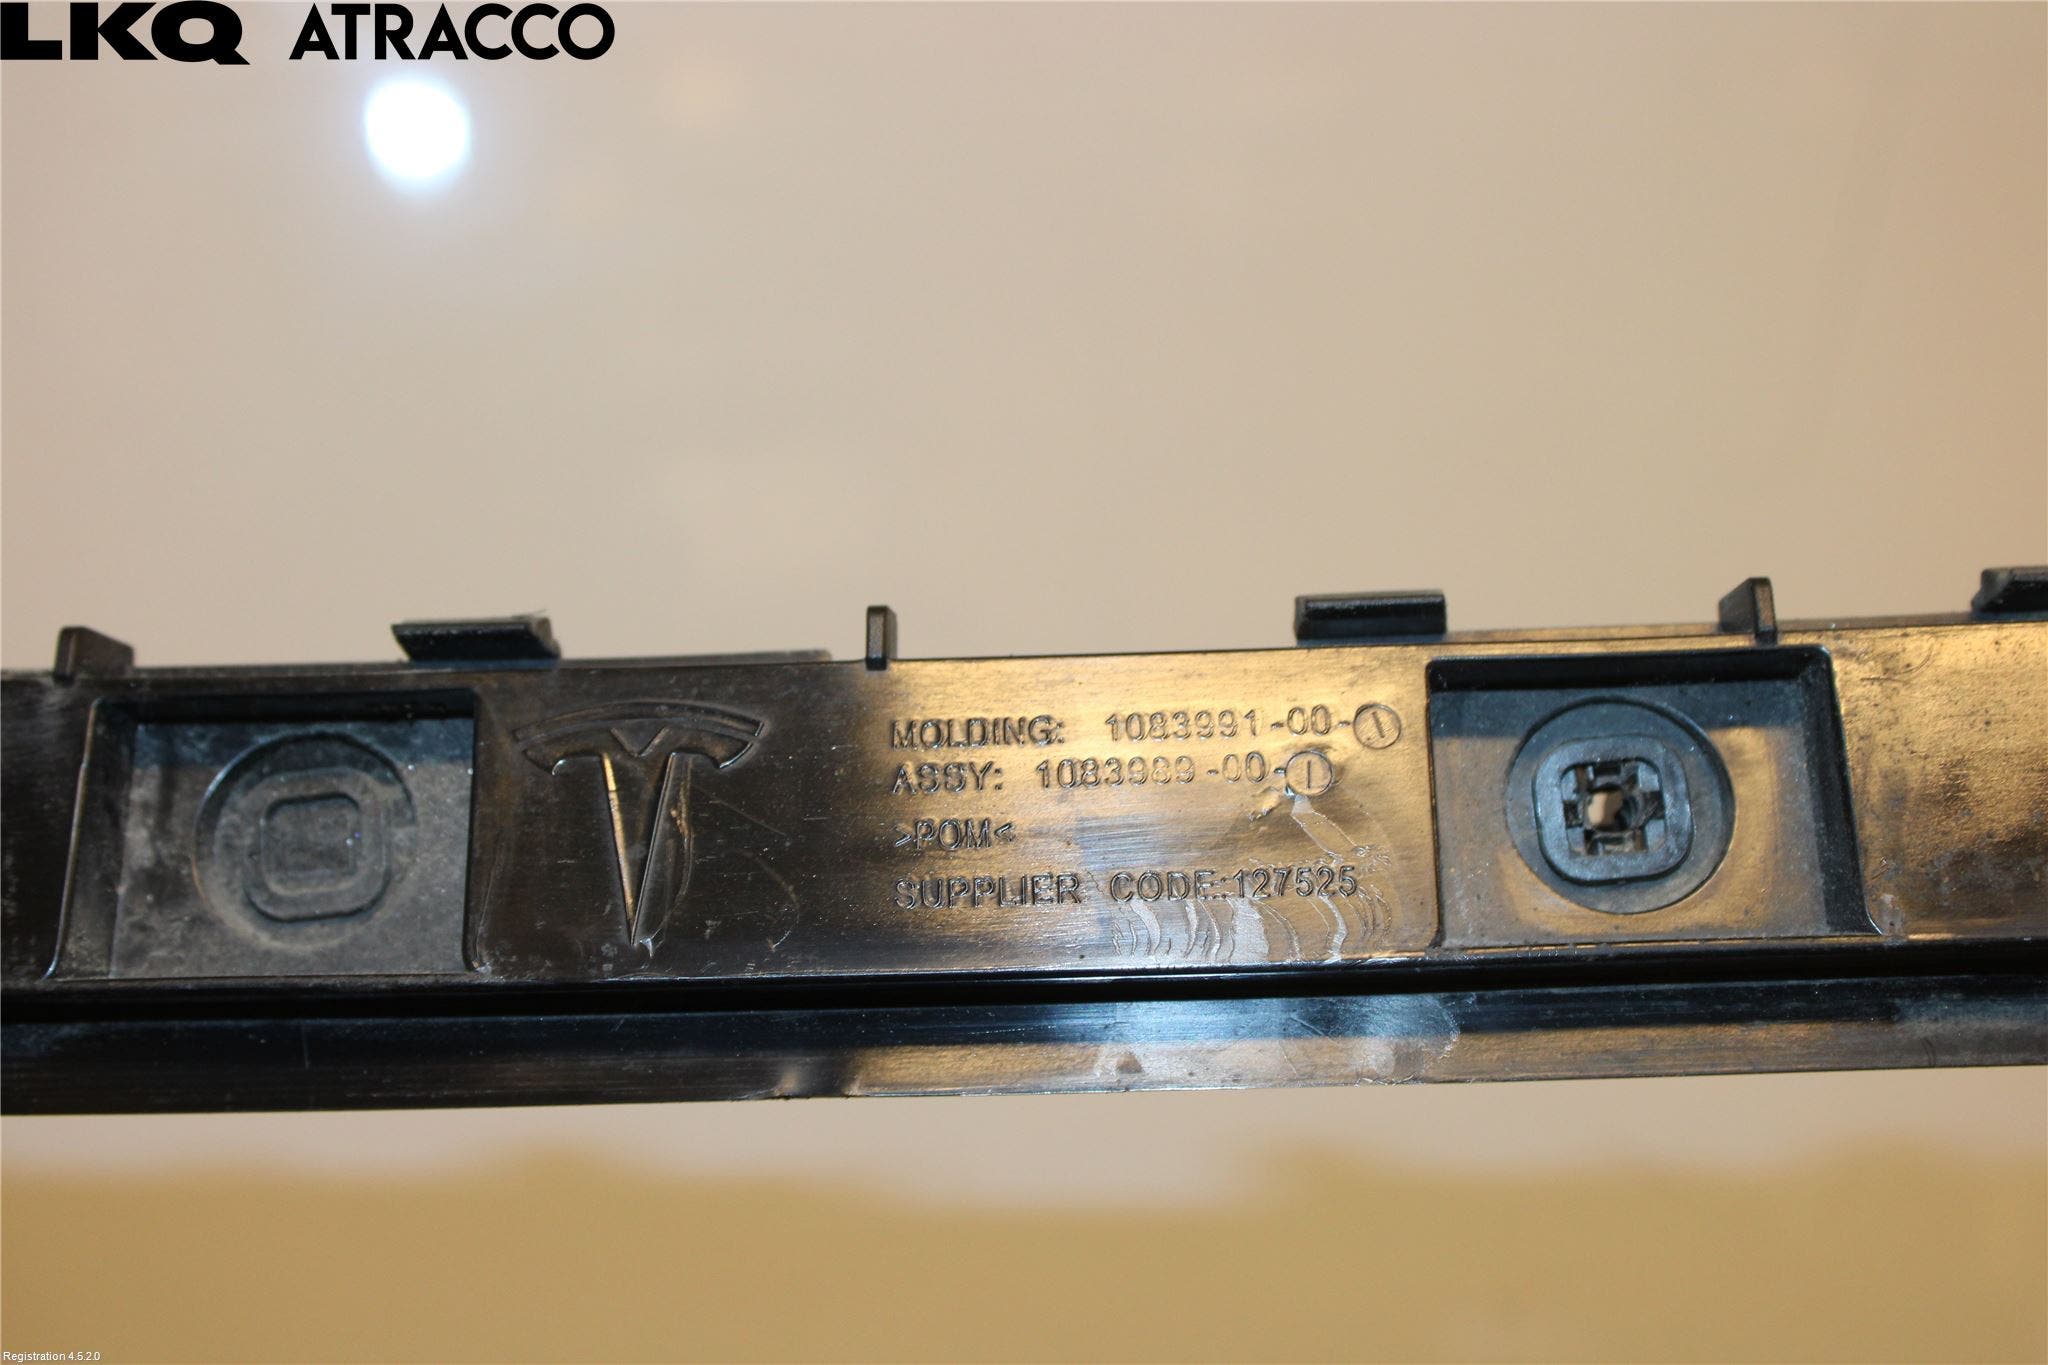 LKQ ATRACCO
MOLDING: 1083991-00-I
ASSY: 1083989-00-I
>POM<
SUPPLIER CODE:127525
Registration 4.5.2.0